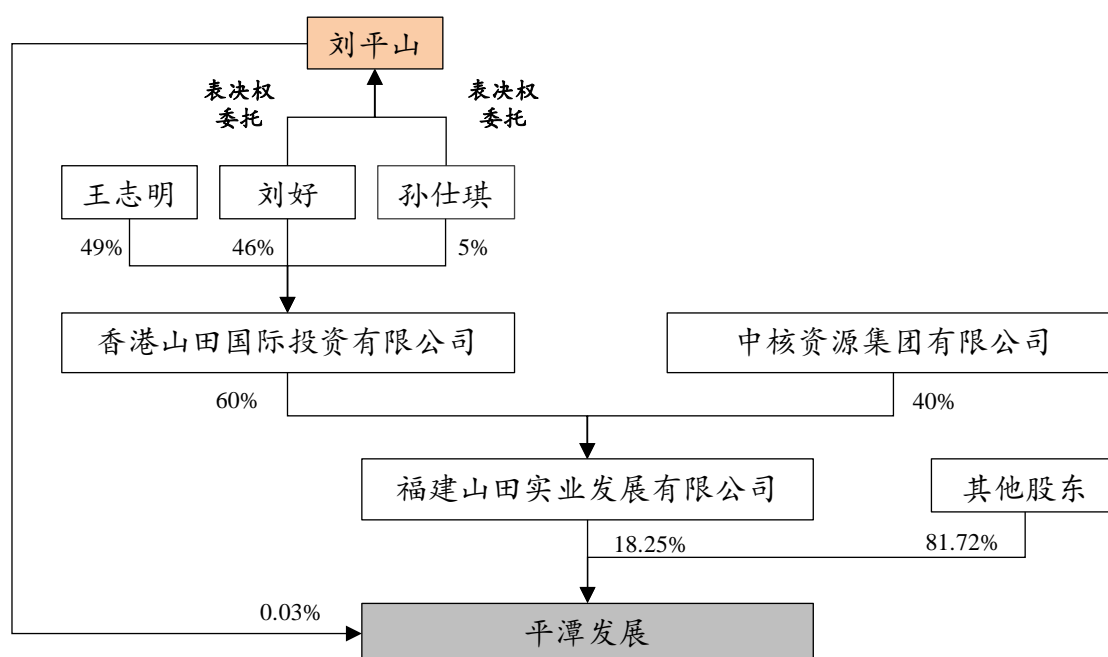 刘平山
表决权
委托
表决权
委托
王志明
刘好
孙仕琪
49%
46%
5%
香港山田国际投资有限公司
中核资源集团有限公司
60%
40%
福建山田实业发展有限公司
其他股东
18.25%
81.72%
0.03%
平潭发展